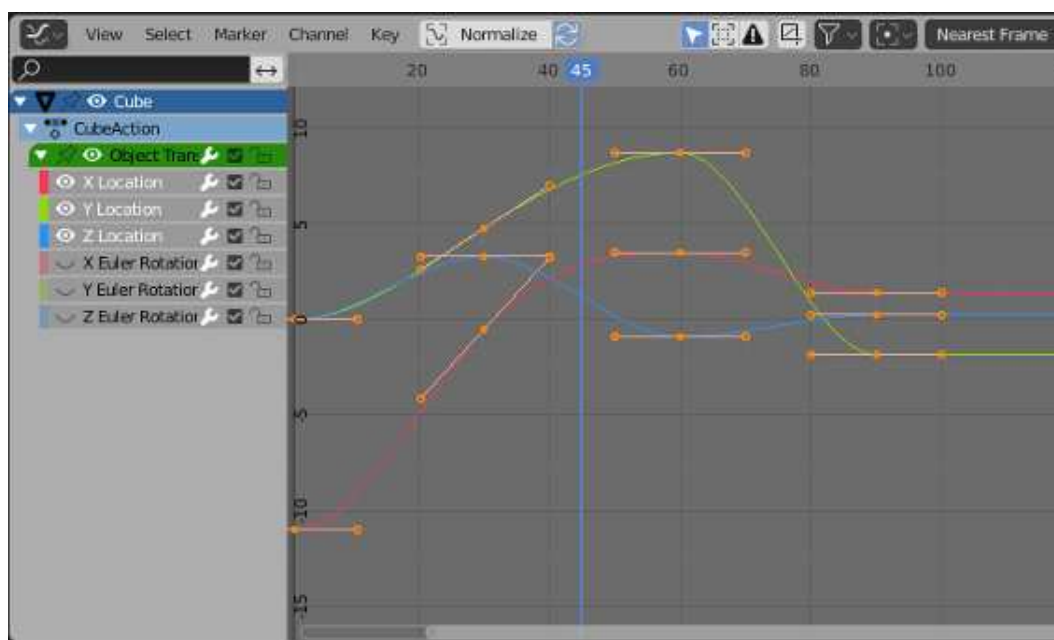 View Select Marker Channel Key Normalize Nearest Frame
20 40 45 60 80 100
Cube
CubeAction
Object Trans
X Location
Y Location
Z Location
X Euler Rotation
Y Euler Rotation
Z Euler Rotation
10
5
0
-5
-10
-15